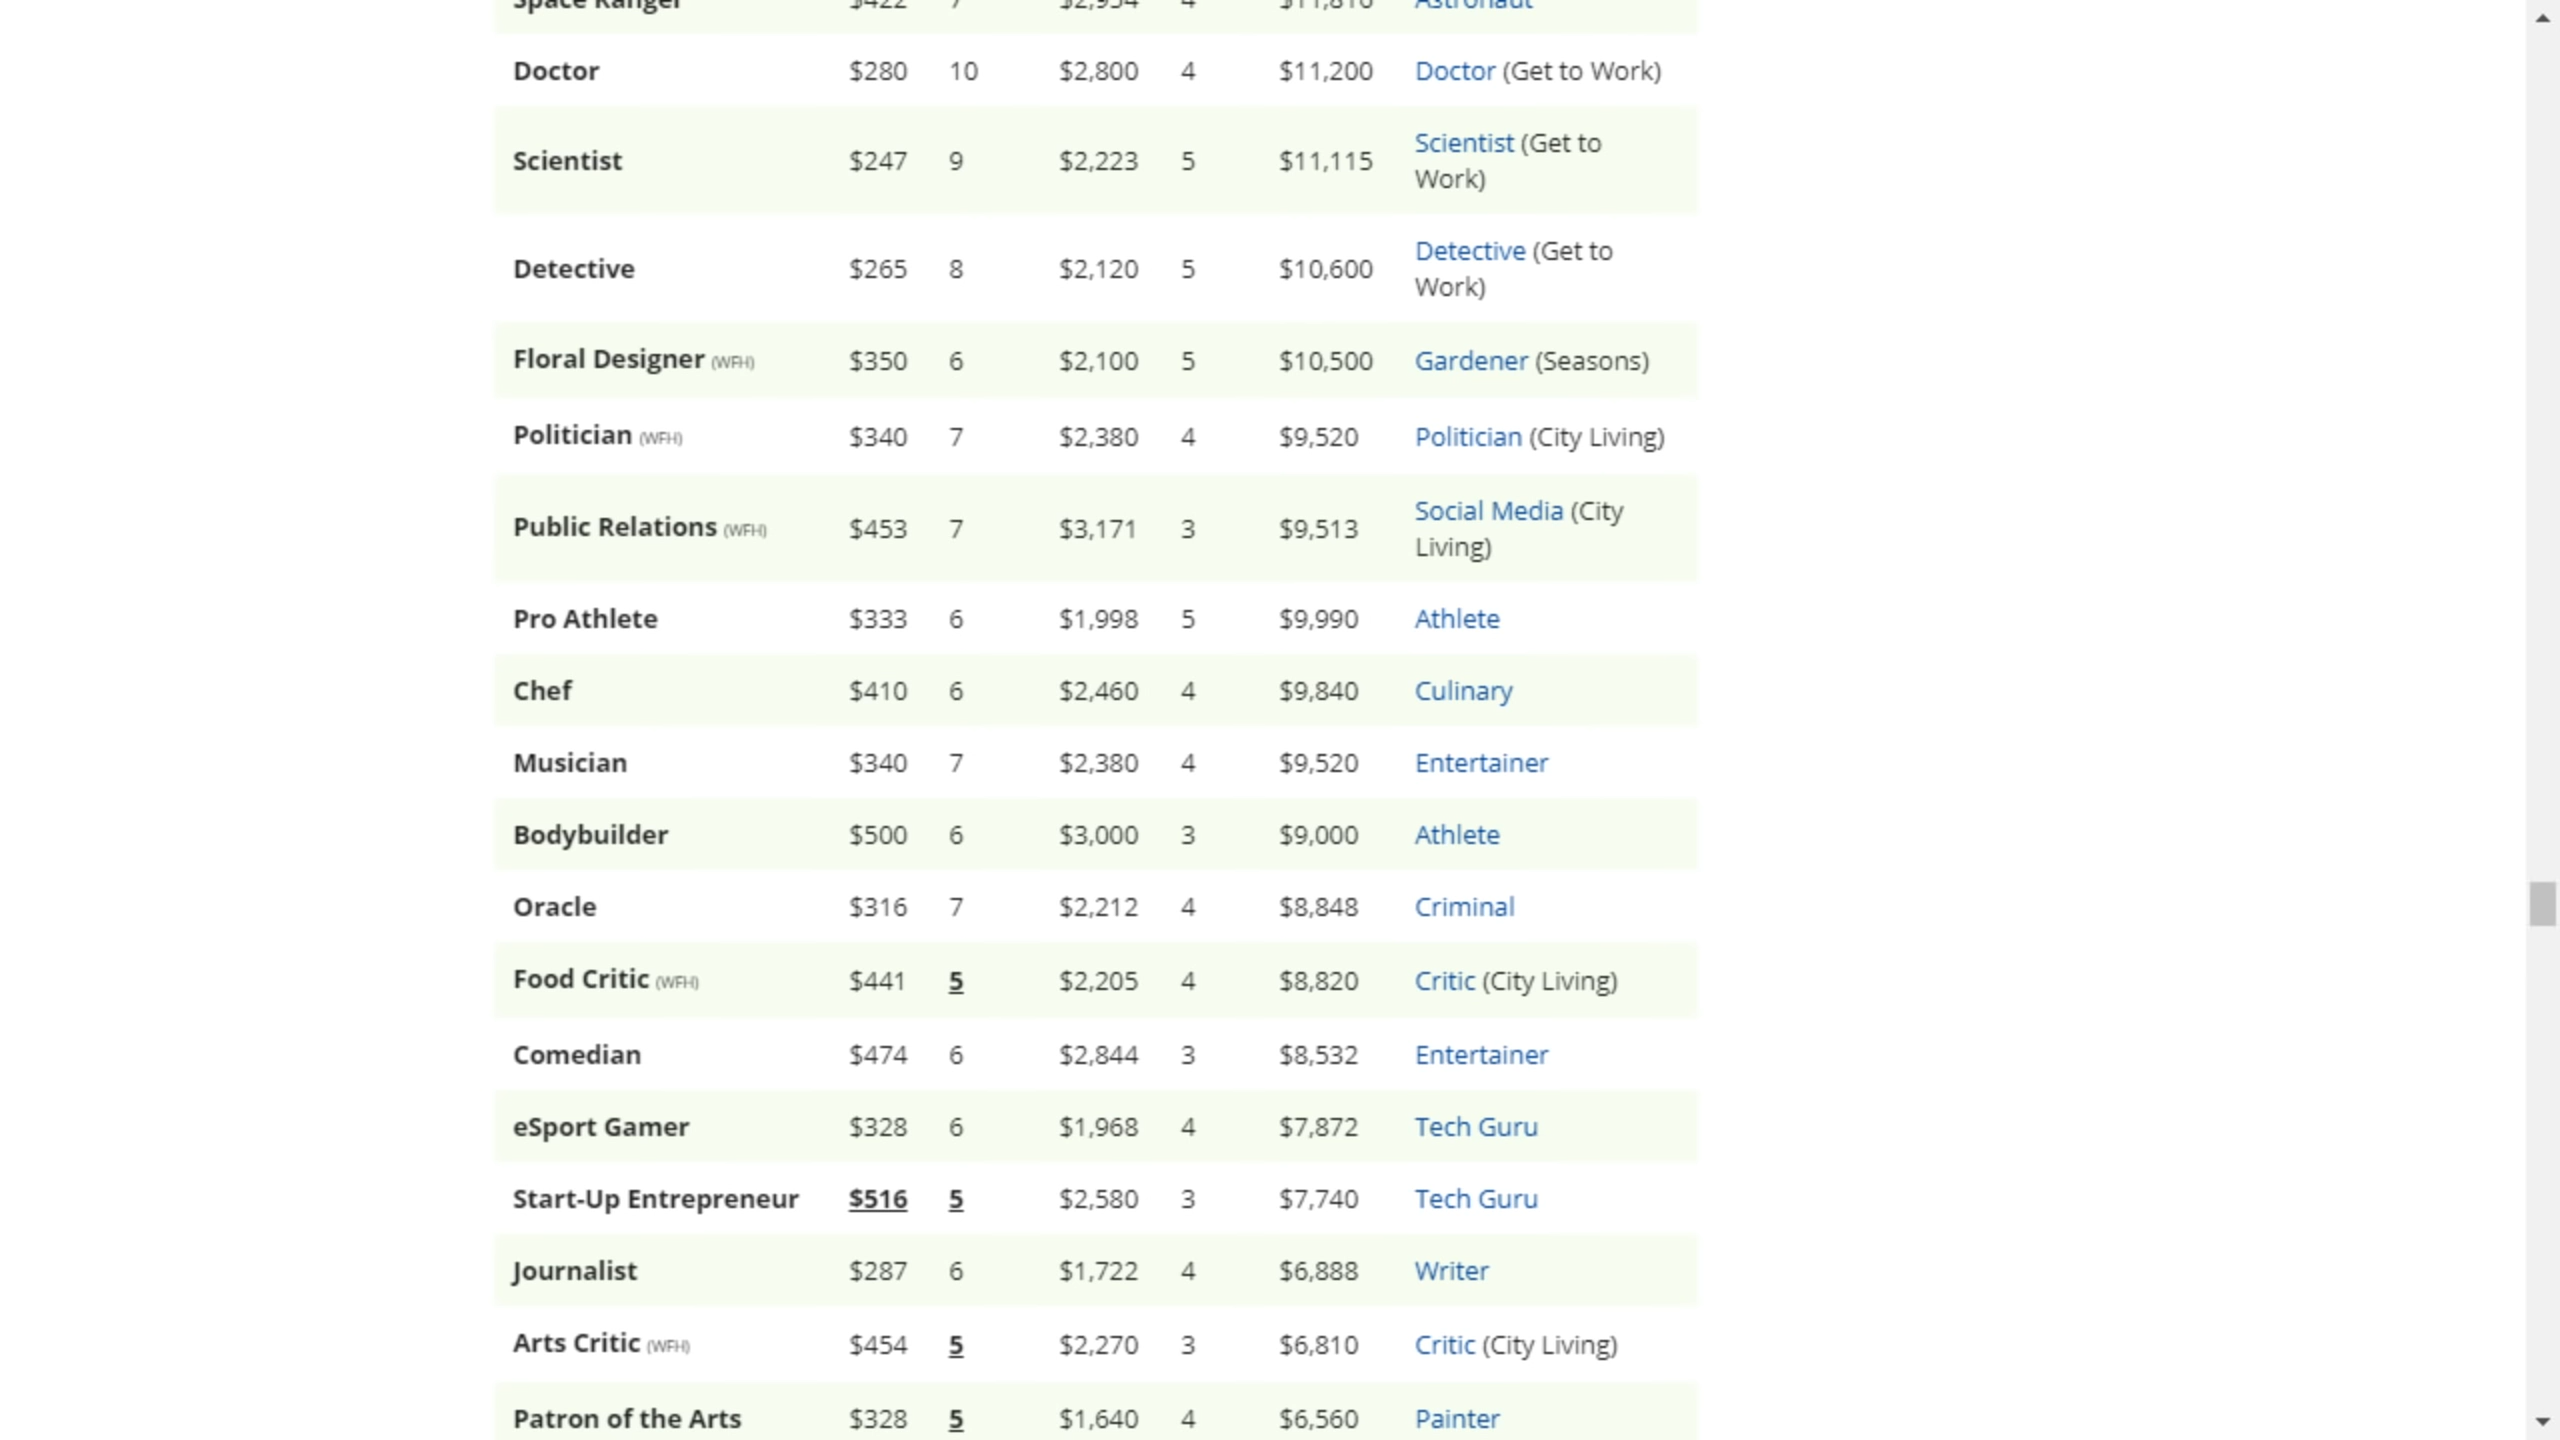 Space Ranger $422 7 $2,954 4 $11,816 Astronaut
Doctor $280 10 $2,800 4 $11,200 Doctor (Get to Work)
Scientist $247 9 $2,223 5 $11,115 Scientist (Get to
Work)
Detective $265 8 $2,120 5 $10,600 Detective (Get to
Work)
Floral Designer (WFH) $350 6 $2,100 5 $10,500 Gardener (Seasons)
Politician (WFH) $340 7 $2,380 4 $9,520 Politician (City Living)
Public Relations (WFH) $453 7 $3,171 3 $9,513 Social Media (City
Living)
Pro Athlete $333 6 $1,998 5 $9,990 Athlete
Chef $410 6 $2,460 4 $9,840 Culinary
Musician $340 7 $2,380 4 $9,520 Entertainer
Bodybuilder $500 6 $3,000 3 $9,000 Athlete
Oracle $316 7 $2,212 4 $8,848 Criminal
Food Critic (WFH) $441 5 $2,205 4 $8,820 Critic (City Living)
Comedian $474 6 $2,844 3 $8,532 Entertainer
eSport Gamer $328 6 $1,968 4 $7,872 Tech Guru
Start-Up Entrepreneur $516 5 $2,580 3 $7,740 Tech Guru
Journalist $287 6 $1,722 4 $6,888 Writer
Arts Critic (WFH) $454 5 $2,270 3 $6,810 Critic (City Living)
Patron of the Arts $328 5 $1,640 4 $6,560 Painter